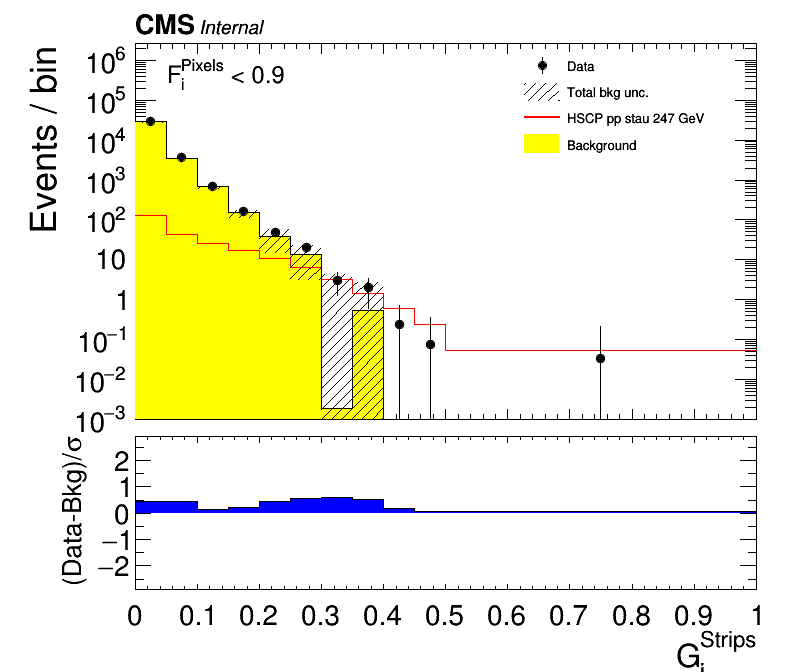 CMS Internal
F_i^Pixels < 0.9
Data
Total bkg unc.
HSCP pp stau 247 GeV
Background
Events / bin
10^6
10^5
10^4
10^3
10^2
10
1
10^−1
10^−2
10^−3
(Data-Bkg)/σ
2
1
0
−1
−2
0 0.1 0.2 0.3 0.4 0.5 0.6 0.7 0.8 0.9 1
G_i^Strips